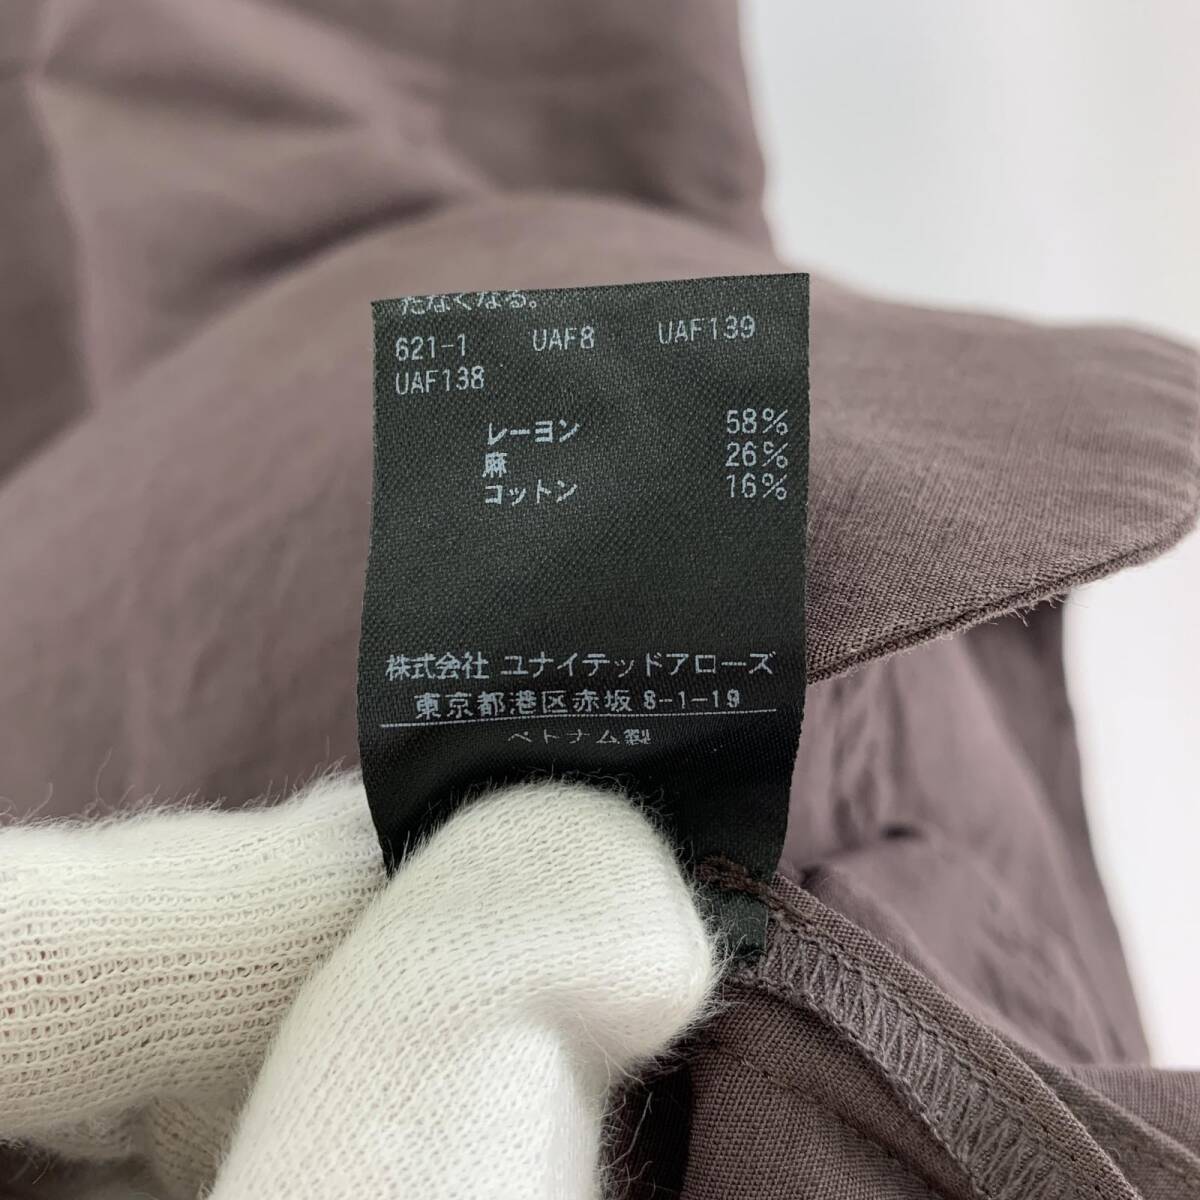 たなくなる。
621-1 UAF8 UAF139
UAF138
レーヨン 58%
麻 26%
コットン 16%
株式会社 ユナイテッドアローズ
東京都港区赤坂 8-1-19
ベトナム製